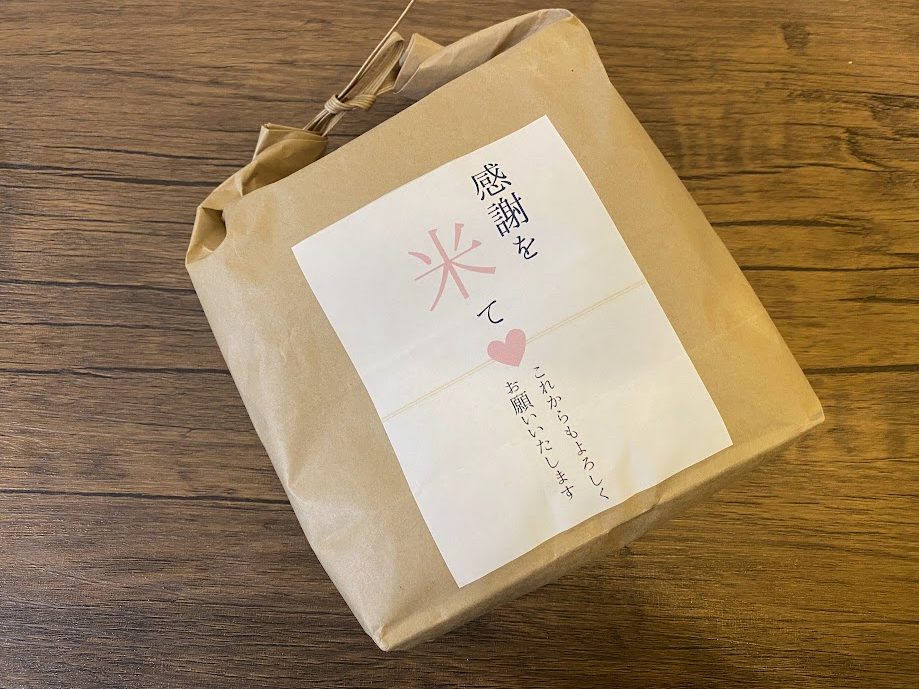 感謝を
米て
これからもよろしく
お願いいたします